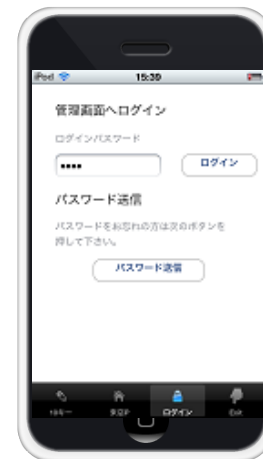 iPod 15:39
管理画面へログイン
ログインパスワード
•••• ログイン
パスワード送信
パスワードをお忘れの方は次のボタンを
押して下さい。
パスワード送信
ログイン Exit